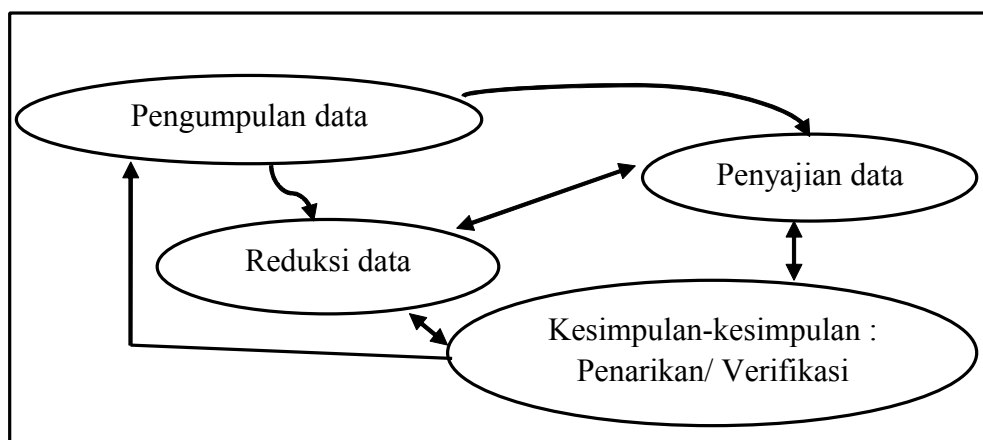 Pengumpulan data
Penyajian data
Reduksi data
Kesimpulan-kesimpulan :
Penarikan/ Verifikasi